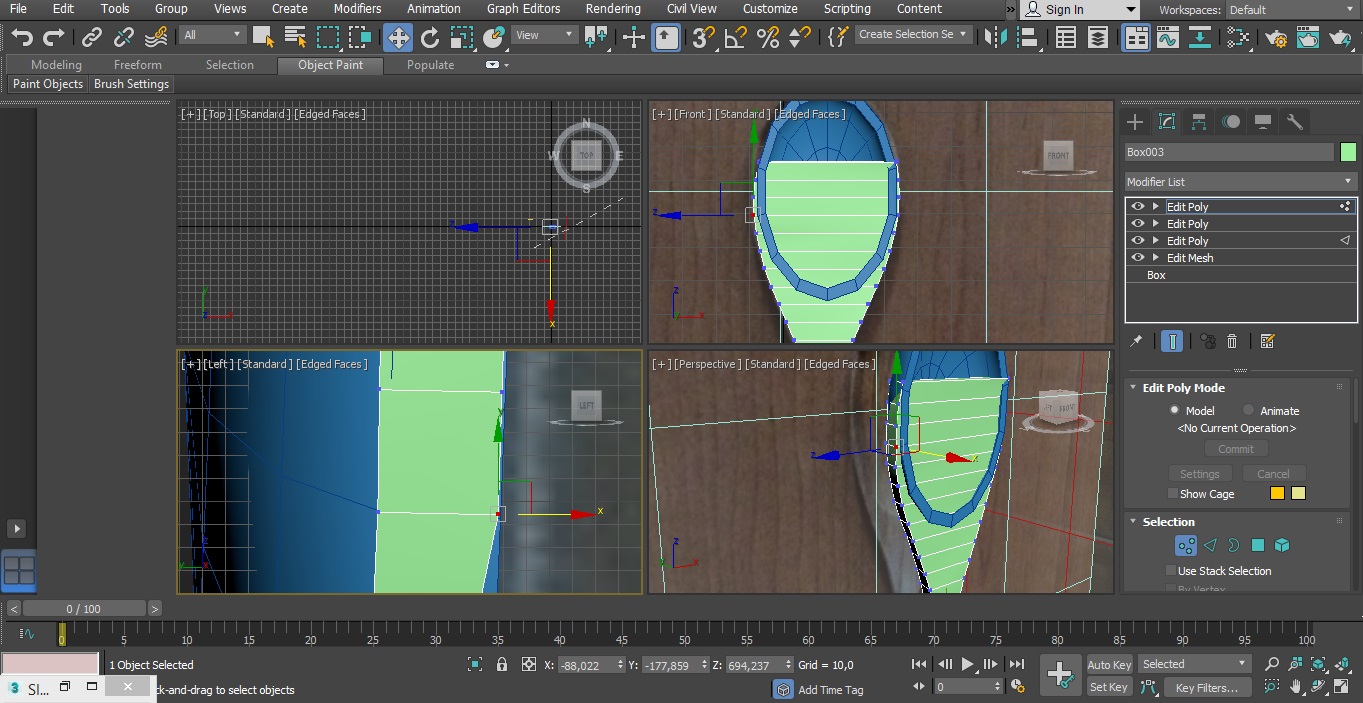 File Edit Tools Group Views Create Modifiers Animation Graph Editors Rendering Civil View Customize Scripting Content » Sign In Workspaces: Default
All View Create Selection Se
Modeling Freeform Selection Object Paint Populate
Paint Objects Brush Settings
[+] [Top] [Standard] [Edged Faces]
[+] [Front] [Standard] [Edged Faces]
N
W TOP E
S
FRONT
z
x
y
x
z
z
x
Box003
Modifier List
Edit Poly
Edit Poly
Edit Poly
Edit Mesh
Box
[+] [Left] [Standard] [Edged Faces]
[+] [Perspective] [Standard] [Edged Faces]
LEFT
FRONT
y
x
z
x
z
x
Edit Poly Mode
Model Animate
<No Current Operation>
Commit
Settings Cancel
Show Cage
Selection
Use Stack Selection
By Vertex
< 0 / 100 >
0 5 10 15 20 25 30 35 40 45 50 55 60 65 70 75 80 85 90 95 100
1 Object Selected X: -88,022 Y: -177,859 Z: 694,237 Grid = 10,0 Auto Key Selected
3 Sl... ck-and-drag to select objects Add Time Tag 0 Set Key Key Filters...